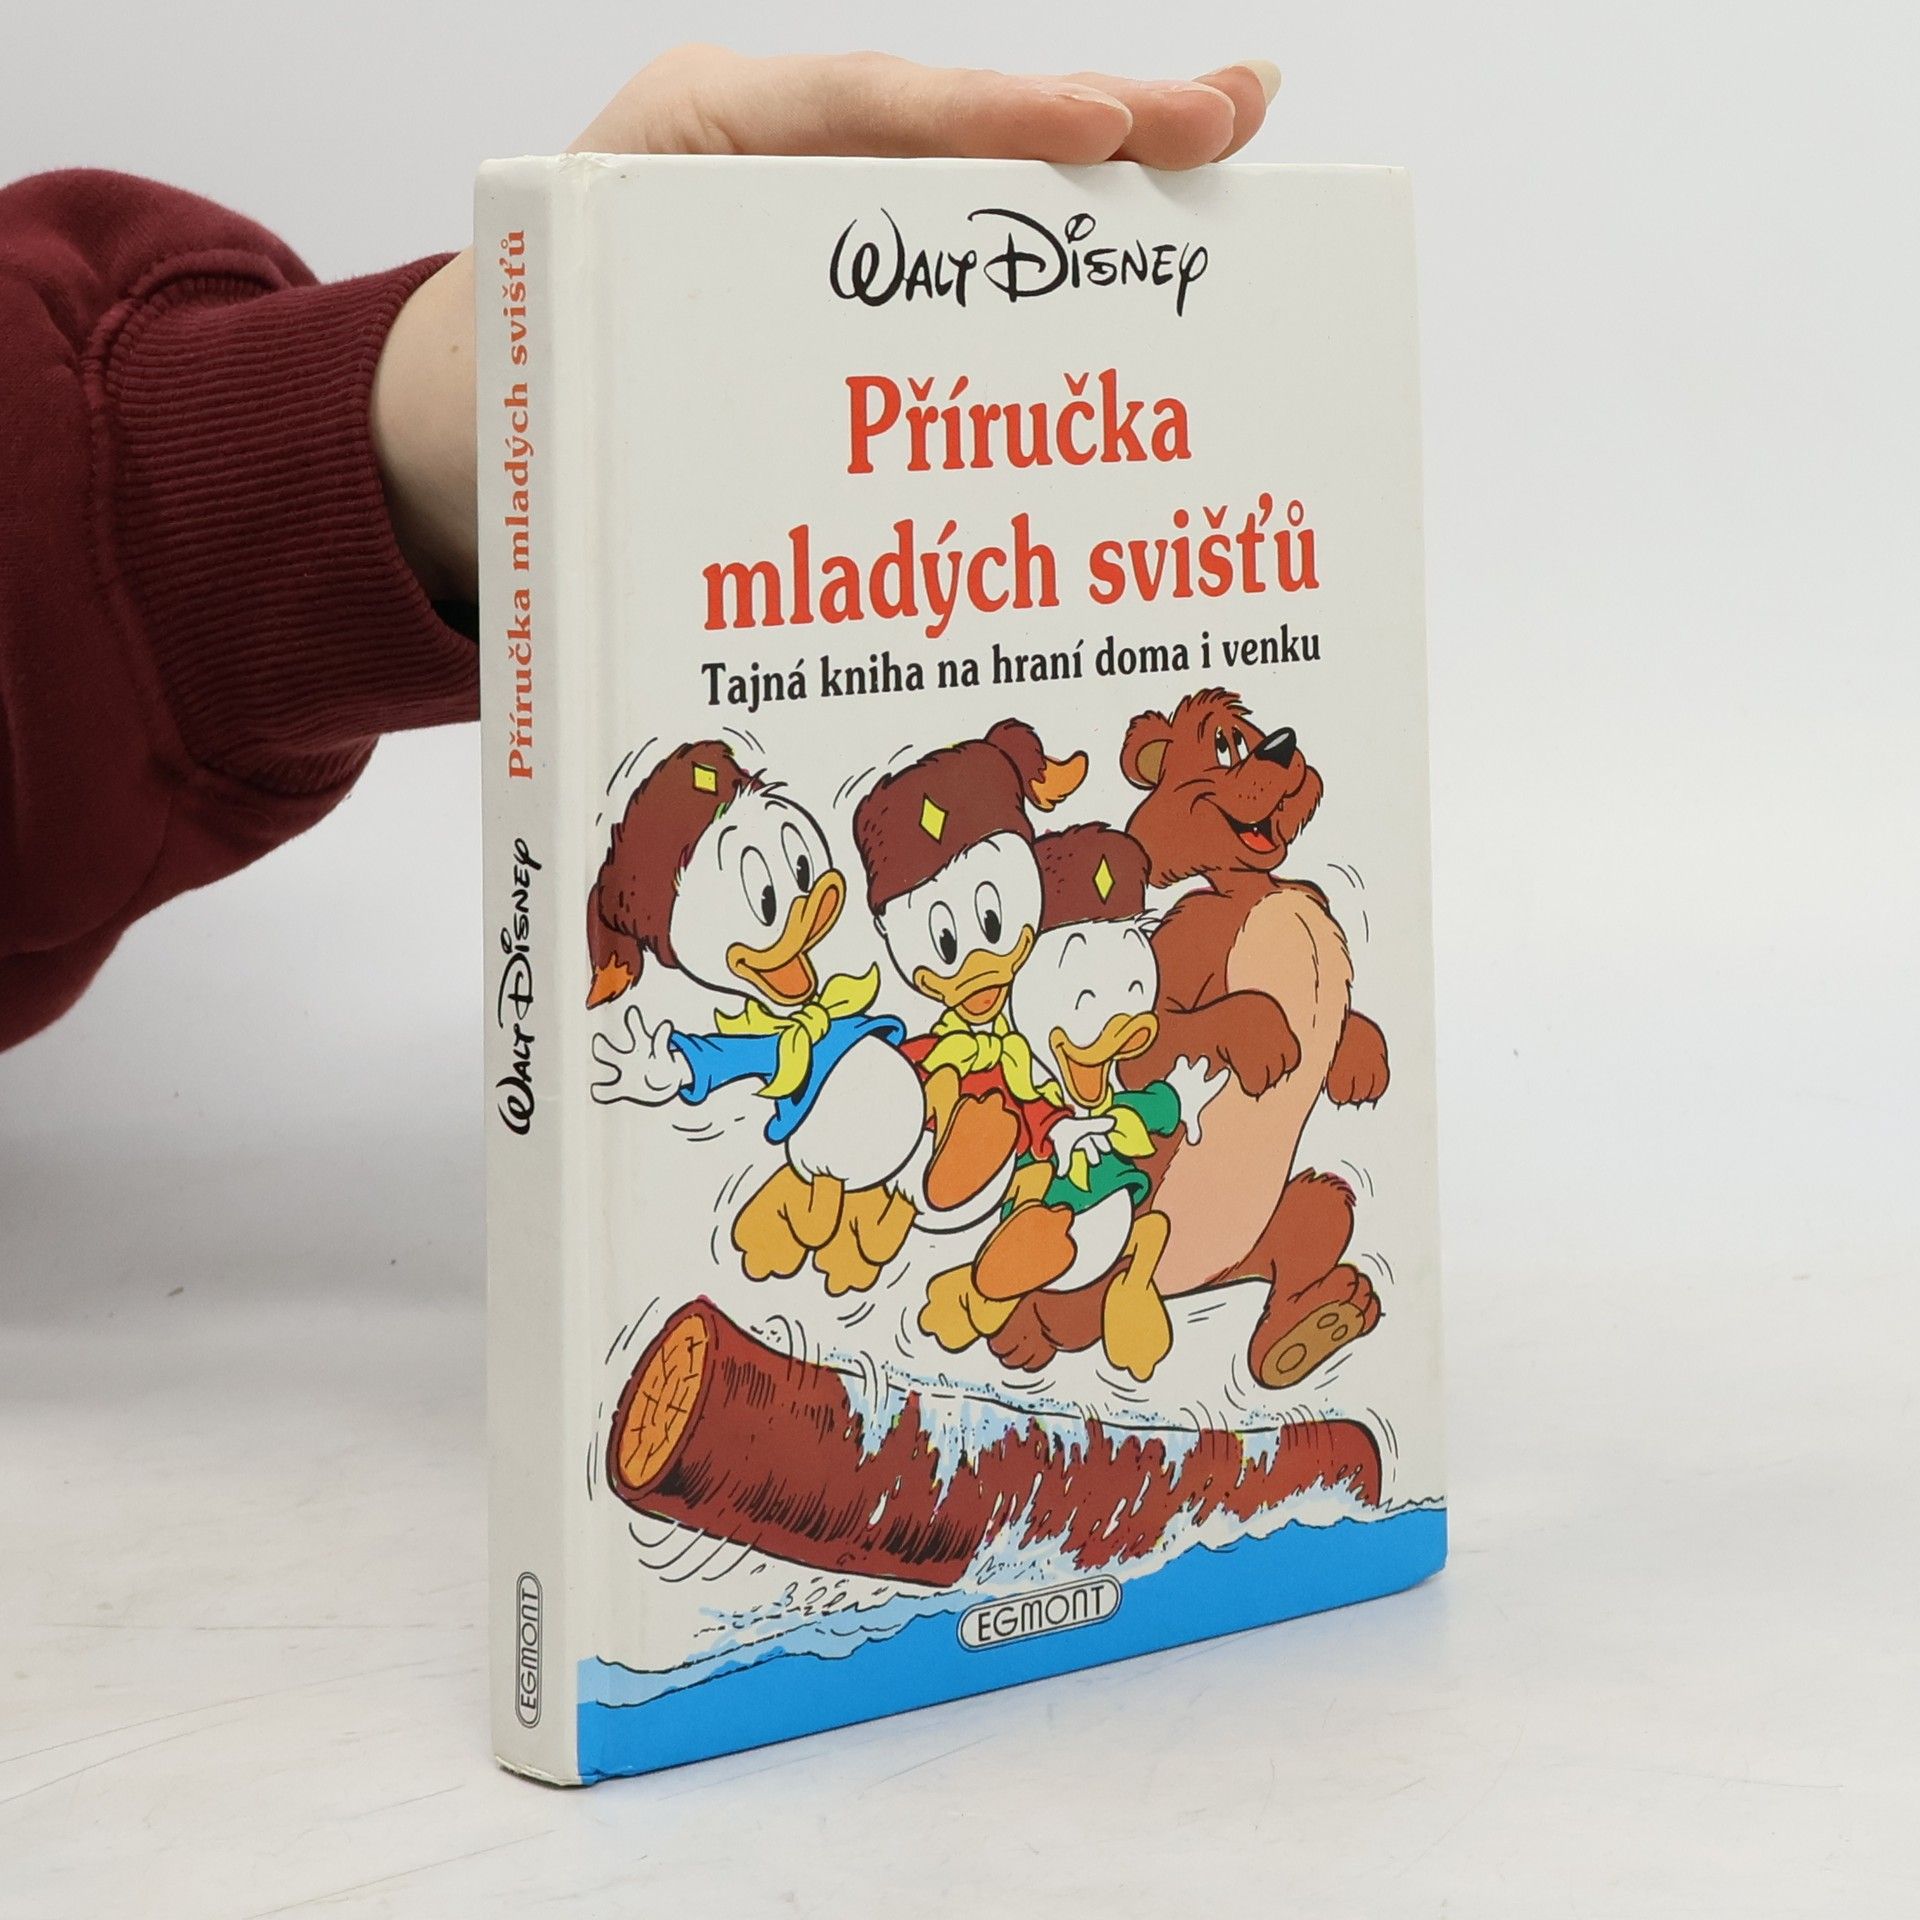 WALT DISNEY
Příručka
mladých svišťů
Tajná kniha na hraní doma i venku
EGMONT
Příručka mladých svišťů
WALT DISNEY
EGMONT